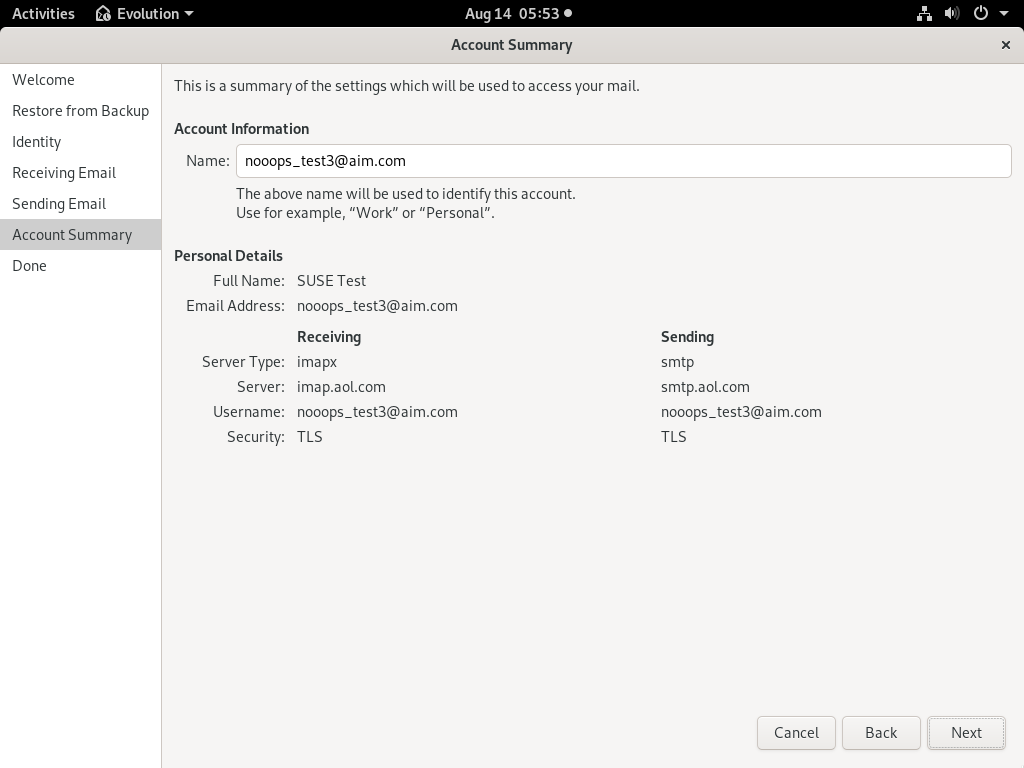 Activities Evolution Aug 14 05:53
Account Summary ×
Welcome
Restore from Backup
Identity
Receiving Email
Sending Email
Account Summary
Done
This is a summary of the settings which will be used to access your mail.
Account Information
Name: nooops_test3@aim.com
The above name will be used to identify this account.
Use for example, “Work” or “Personal”.
Personal Details
Full Name: SUSE Test
Email Address: nooops_test3@aim.com
Receiving Sending
Server Type: imapx smtp
Server: imap.aol.com smtp.aol.com
Username: nooops_test3@aim.com nooops_test3@aim.com
Security: TLS TLS
Cancel Back Next